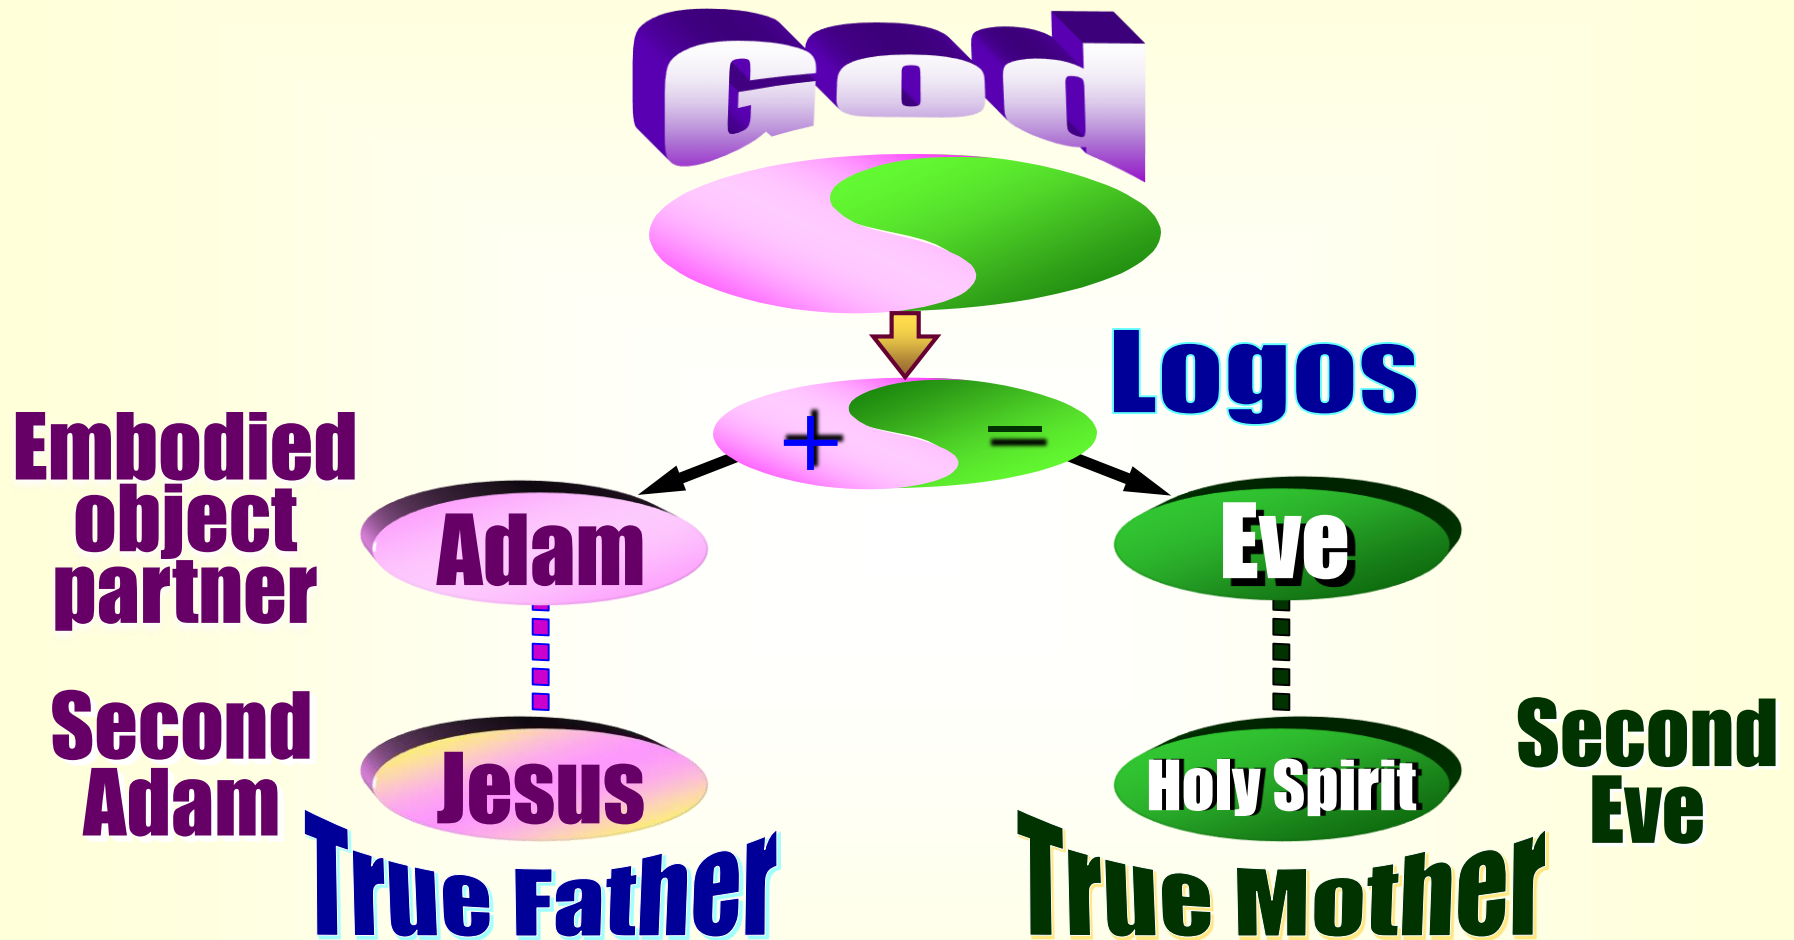 God
Logos
+ =
Embodied
object
partner
Adam
Eve
Second
Adam
Jesus
Holy Spirit
Second
Eve
True Father
True Mother